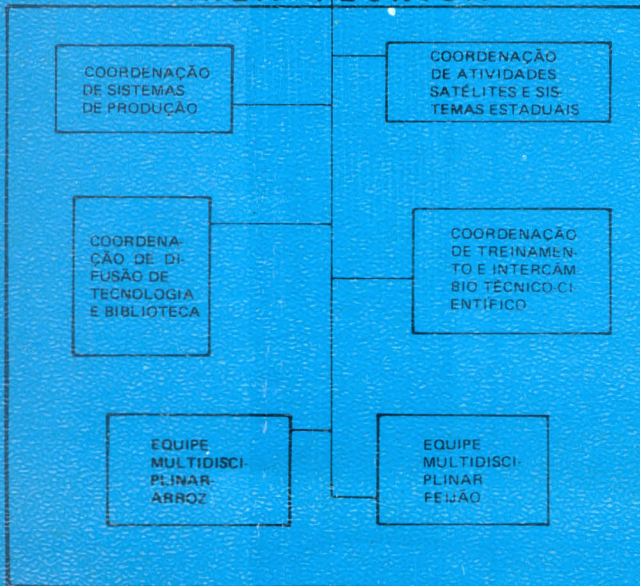 COORDENAÇÃO
DE SISTEMAS
DE PRODUÇÃO
COORDENAÇÃO
DE ATIVIDADES
SATÉLITES E SIS-
TEMAS ESTADUAIS
COORDENA-
ÇÃO DE DI-
FUSÃO DE
TECNOLOGIA
E BIBLIOTECA
COORDENAÇÃO
DE TREINAMEN-
TO E INTERCÂM
BIO TÉCNICO-CI
ENTÍFICO
EQUIPE
MULTIDISCI-
PLINAR-
ARROZ
EQUIPE
MULTIDISCI-
PLINAR
FEIJÃO